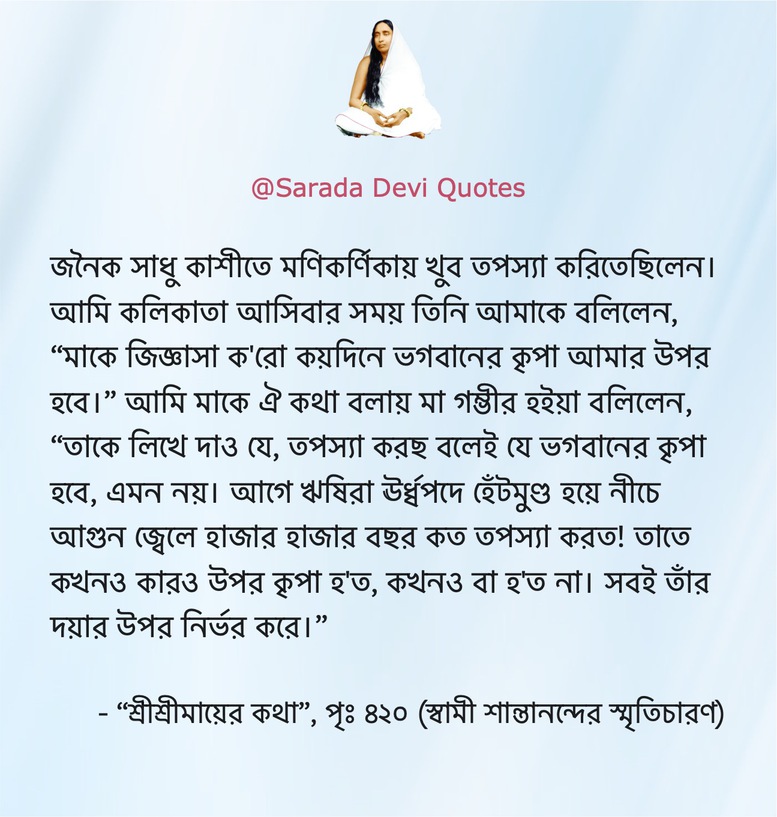 @Sarada Devi Quotes
জনৈক সাধু কাশীতে মণিকর্ণিকায় খুব তপস্যা করিতেছিলেন।
আমি কলিকাতা আসিবার সময় তিনি আমাকে বলিলেন,
“মাকে জিজ্ঞাসা ক'রো কয়দিনে ভগবানের কৃপা আমার উপর
হবে।” আমি মাকে ঐ কথা বলায় মা গম্ভীর হইয়া বলিলেন,
“তাকে লিখে দাও যে, তপস্যা করছ বলেই যে ভগবানের কৃপা
হবে, এমন নয়। আগে ঋষিরা ঊর্ধ্বপদে হেঁটমুণ্ড হয়ে নীচে
আগুন জ্বেলে হাজার হাজার বছর কত তপস্যা করত! তাতে
কখনও কারও উপর কৃপা হ'ত, কখনও বা হ'ত না। সবই তাঁর
দয়ার উপর নির্ভর করে।”
- “শ্রীশ্রীমায়ের কথা”, পৃঃ ৪২০ (স্বামী শান্তানন্দের স্মৃতিচারণ)